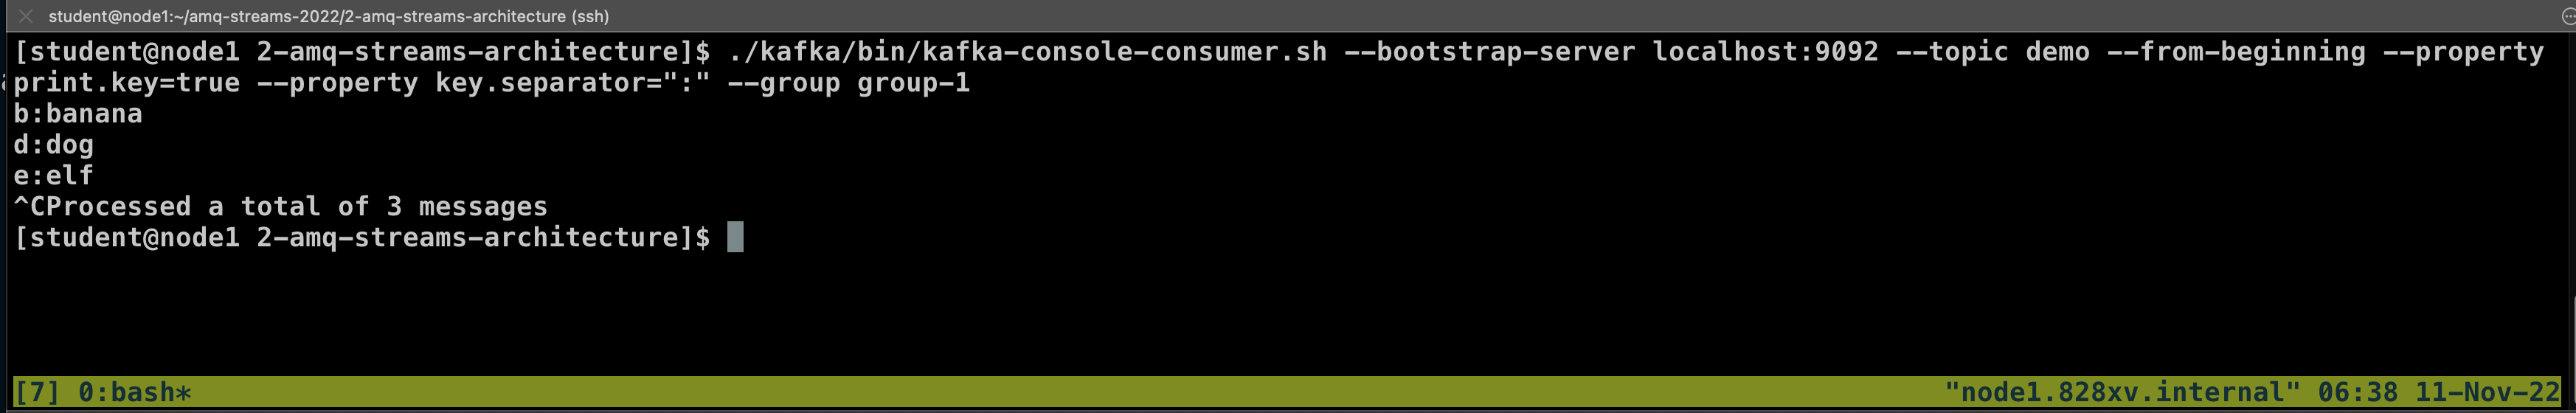 student@node1:~/amq-streams-2022/2-amq-streams-architecture (ssh)
[student@node1 2-amq-streams-architecture]$ ./kafka/bin/kafka-console-consumer.sh --bootstrap-server localhost:9092 --topic demo --from-beginning --property
print.key=true --property key.separator=":" --group group-1
b:banana
d:dog
e:elf
^CProcessed a total of 3 messages
[student@node1 2-amq-streams-architecture]$
[7] 0:bash* "node1.828xv.internal" 06:38 11-Nov-22